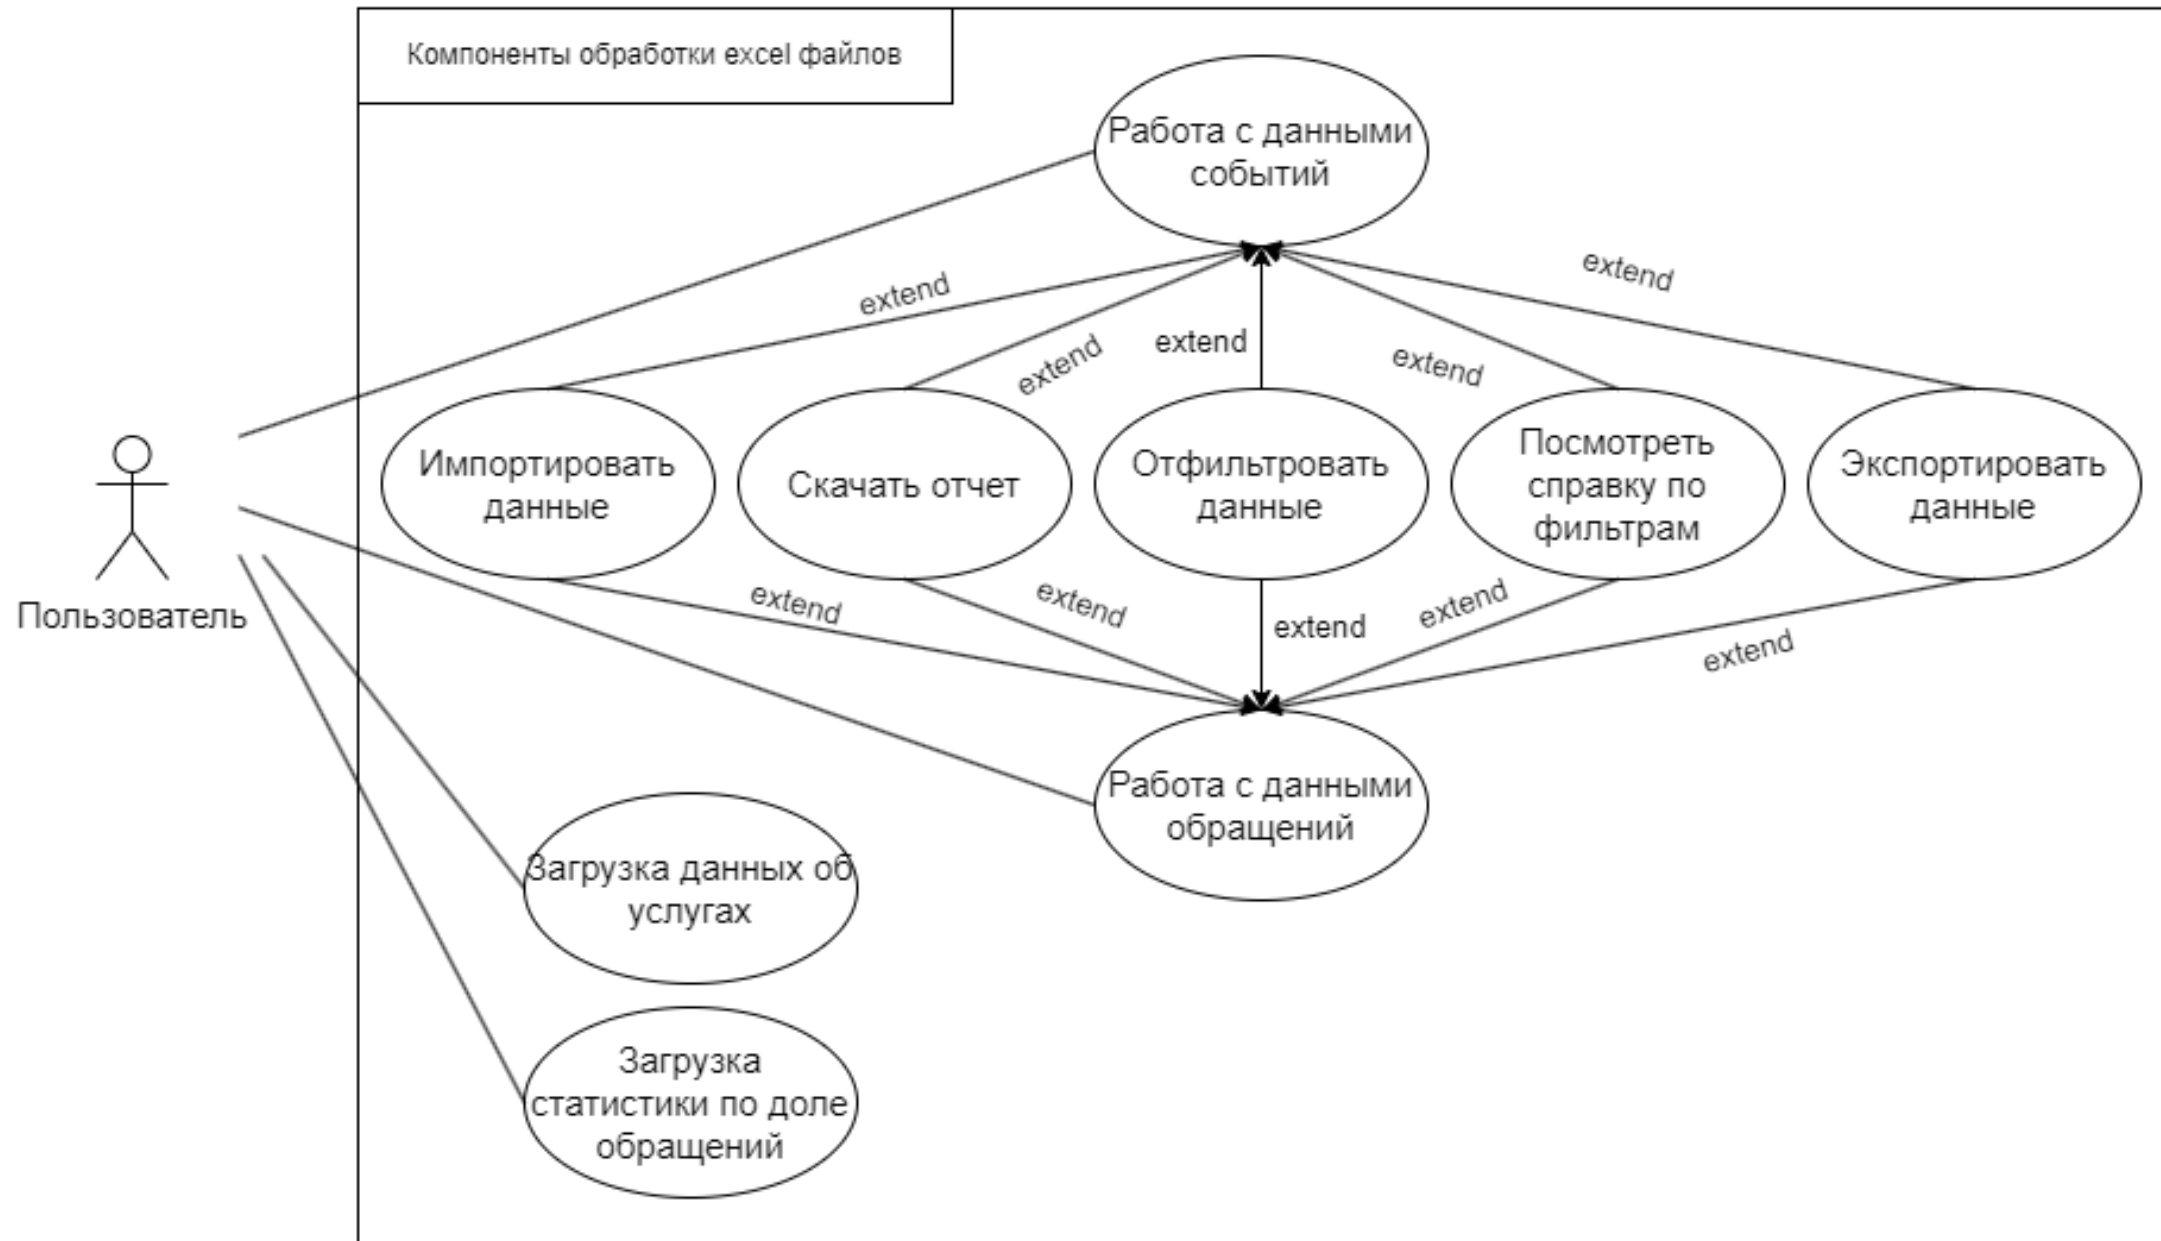 Компоненты обработки excel файлов
Работа с данными
событий
extend
extend
extend
extend
extend
Импортировать
данные
Скачать отчет
Отфильтровать
данные
Посмотреть
справку по
фильтрам
Экспортировать
данные
Пользователь
extend
extend
extend
extend
extend
Работа с данными
обращений
Загрузка данных об
услугах
Загрузка
статистики по доле
обращений